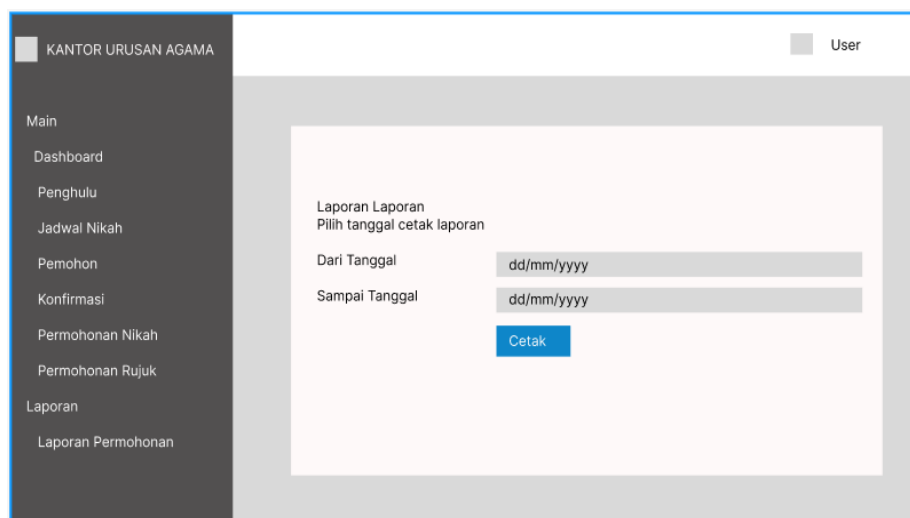 KANTOR URUSAN AGAMA
User
Main
Dashboard
Penghulu
Jadwal Nikah
Pemohon
Konfirmasi
Permohonan Nikah
Permohonan Rujuk
Laporan
Laporan Permohonan
Laporan Laporan
Pilih tanggal cetak laporan
Dari Tanggal
dd/mm/yyyy
Sampai Tanggal
dd/mm/yyyy
Cetak